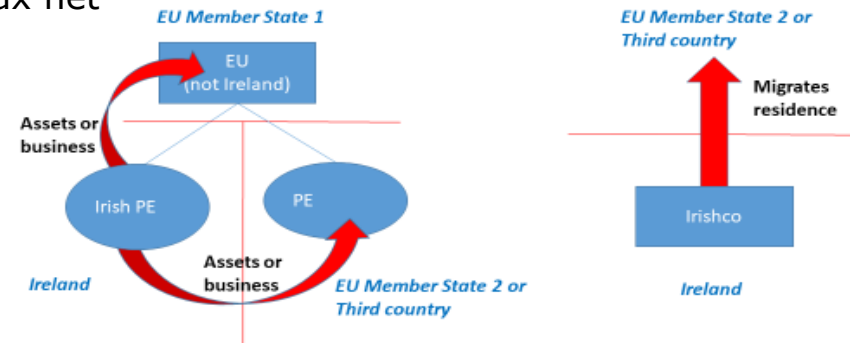 EU Member State 1
EU
(not Ireland)
Assets or
business
Irish PE
PE
Assets or
business
Ireland
EU Member State 2 or
Third country
EU Member State 2 or
Third country
Migrates
residence
Irishco
Ireland